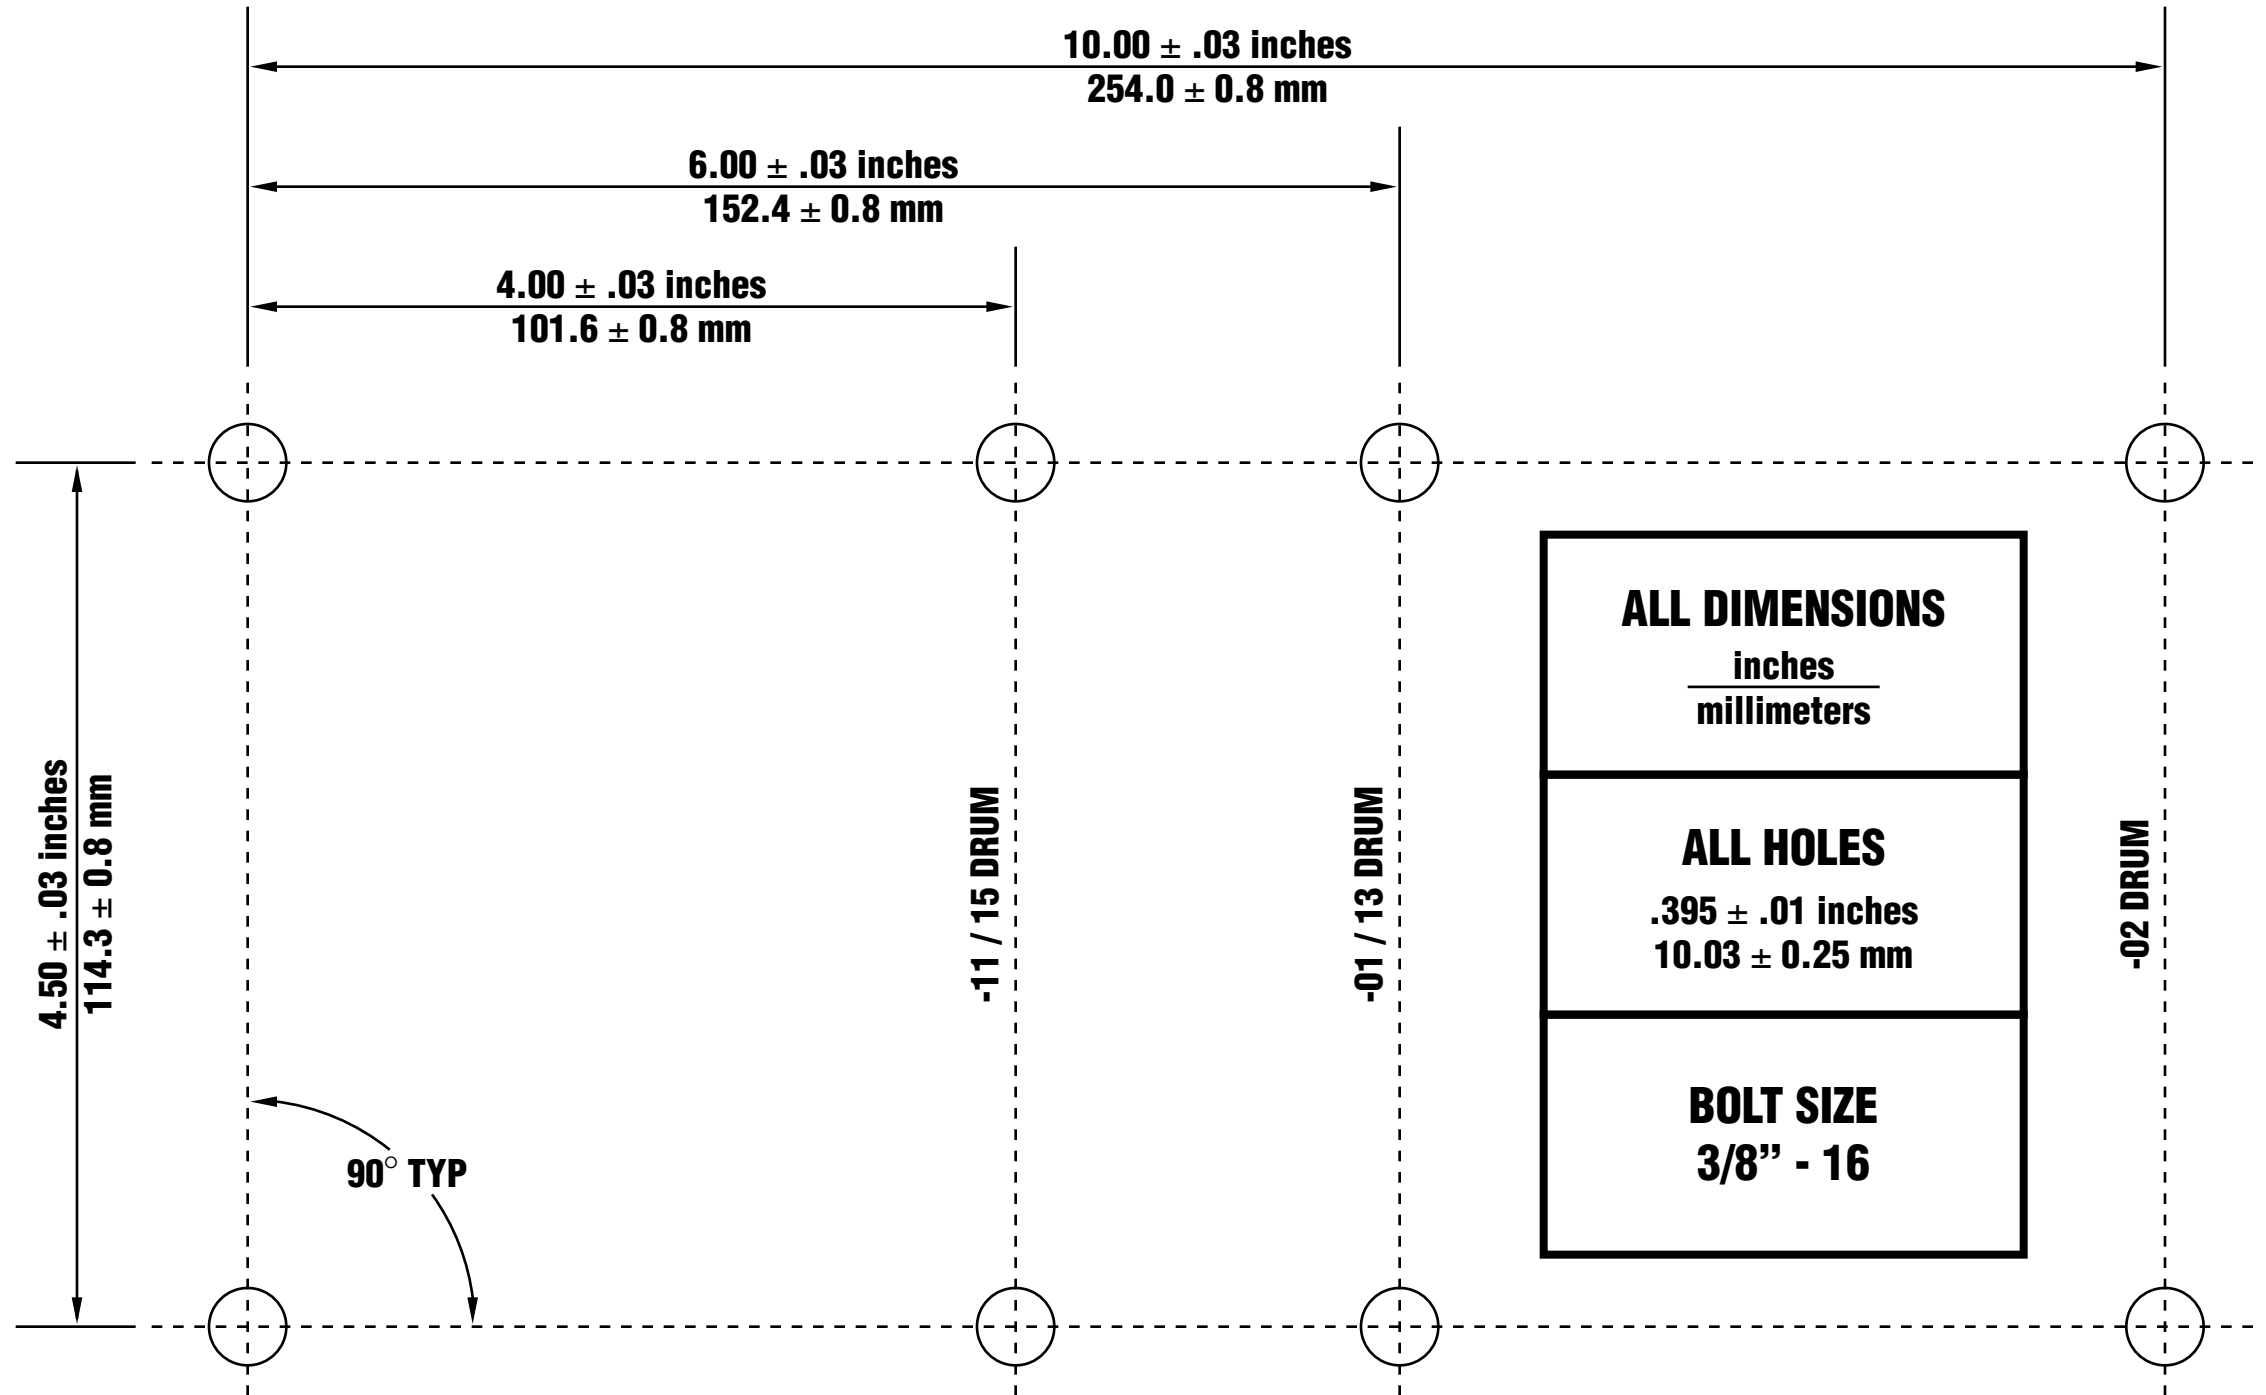 10.00 ± .03 inches
254.0 ± 0.8 mm
6.00 ± .03 inches
152.4 ± 0.8 mm
4.00 ± .03 inches
101.6 ± 0.8 mm
4.50 ± .03 inches
114.3 ± 0.8 mm
90° TYP
-11 / 15 DRUM
-01 / 13 DRUM
ALL DIMENSIONS
inches
millimeters
ALL HOLES
.395 ± .01 inches
10.03 ± 0.25 mm
BOLT SIZE
3/8” - 16
-02 DRUM